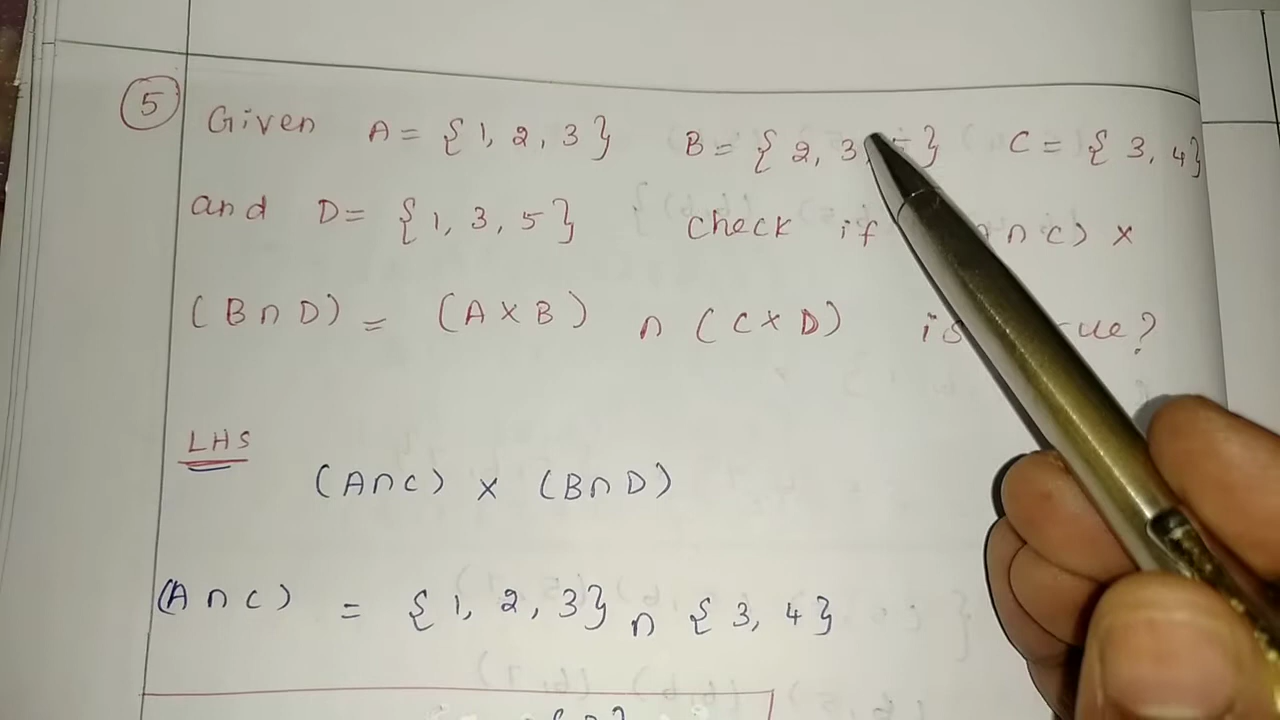 5 Given A = { 1, 2, 3 } B = { 2, 3, 5 } C = { 3, 4 }
and D = { 1, 3, 5 } check if ∩ C) ×
(B ∩ D) = (A × B) ∩ (C × D) is
LHS
(A∩C) × (B∩D)
(A ∩ C) = { 1, 2, 3 } ∩ { 3, 4 }